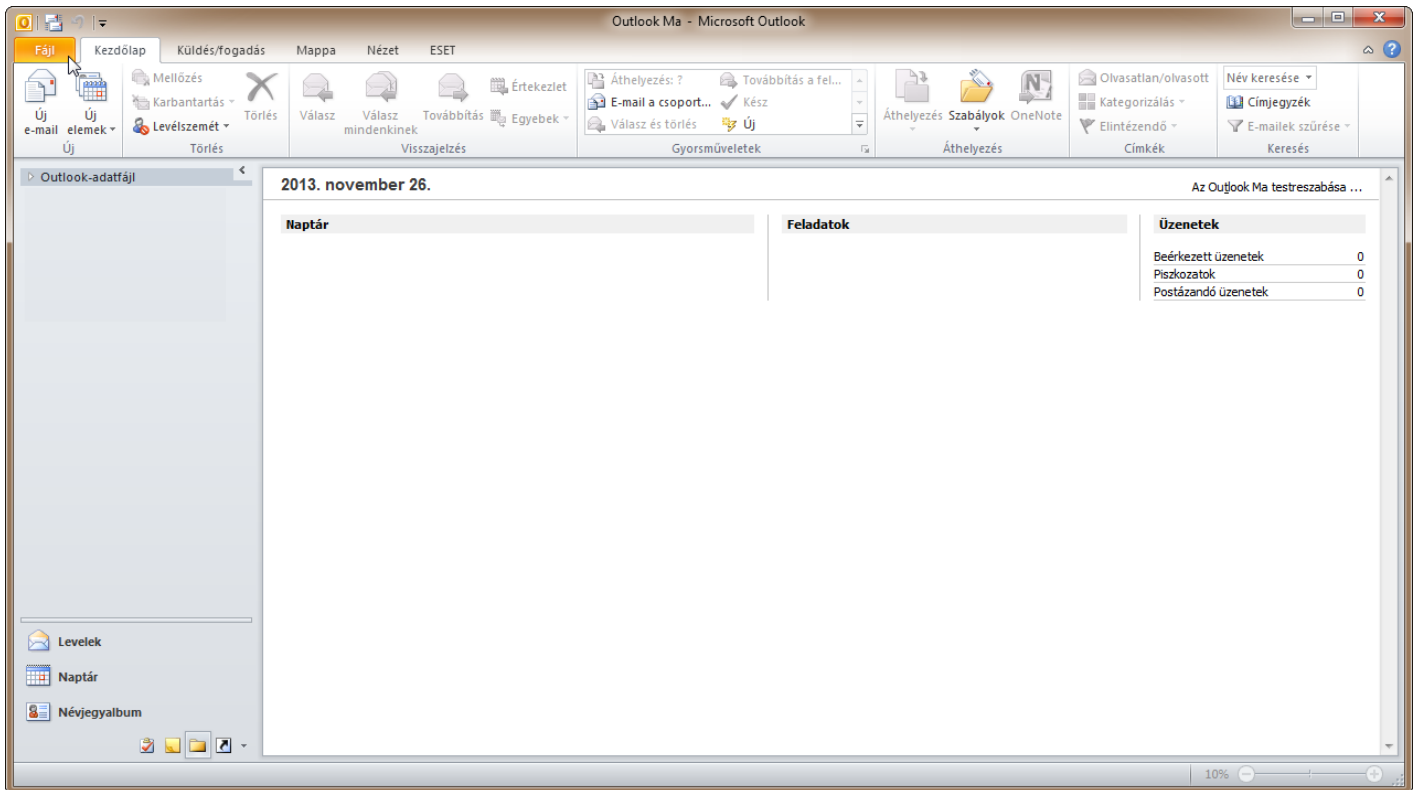 Outlook Ma - Microsoft Outlook
Fájl Kezdőlap Küldés/fogadás Mappa Nézet ESET
Új e-mail
Új elemek
Új
Mellőzés
Karbantartás
Levélszemét
Törlés
Törlés
Válasz
Válasz mindenkinek
Továbbítás
Értekezlet
Egyebek
Visszajelzés
Áthelyezés: ?
E-mail a csoport...
Válasz és törlés
Továbbítás a fel...
Kész
Új
Gyorsműveletek
Áthelyezés
Szabályok
OneNote
Áthelyezés
Olvasatlan/olvasott
Kategorizálás
Elintézendő
Címkék
Név keresése
Címjegyzék
E-mailek szűrése
Keresés
Outlook-adatfájl
2013. november 26.
Az Outlook Ma testreszabása ...
Naptár
Feladatok
Üzenetek
Beérkezett üzenetek 0
Piszkozatok 0
Postázandó üzenetek 0
Levelek
Naptár
Névjegyalbum
10%